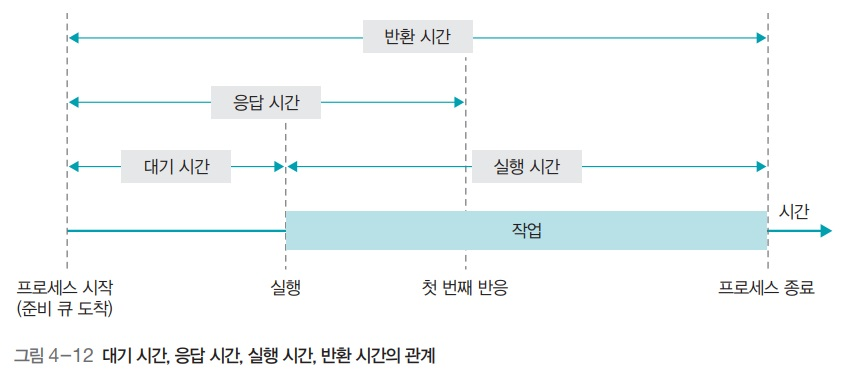 반환 시간
응답 시간
대기 시간
실행 시간
작업
시간
프로세스 시작
(준비 큐 도착)
실행
첫 번째 반응
프로세스 종료
그림 4-12 대기 시간, 응답 시간, 실행 시간, 반환 시간의 관계